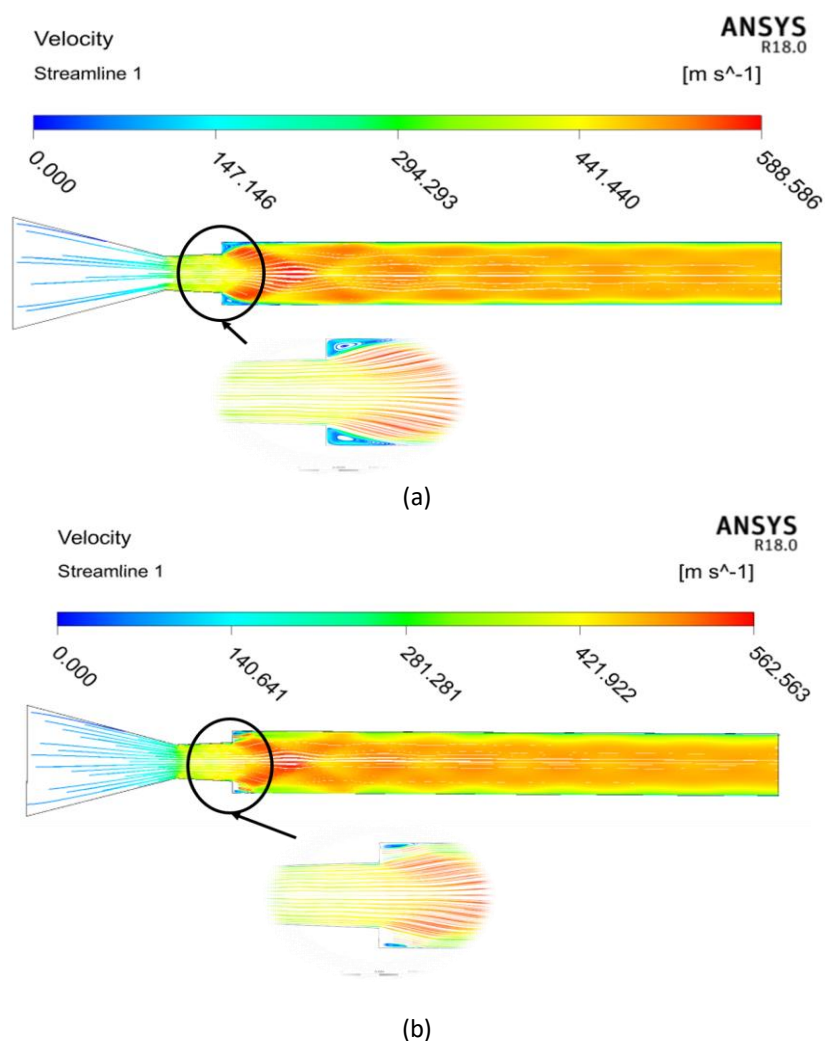 Velocity
Streamline 1
ANSYS
R18.0
[m s^-1]
0.000
147.146
294.293
441.440
588.586
(a)
Velocity
Streamline 1
ANSYS
R18.0
[m s^-1]
0.000
140.641
281.281
421.922
562.563
(b)